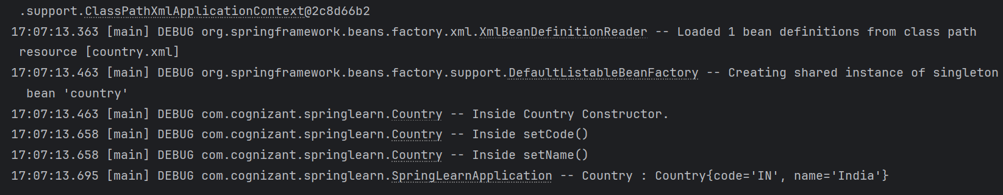 .support.ClassPathXmlApplicationContext@2c8d66b2
17:07:13.363 [main] DEBUG org.springframework.beans.factory.xml.XmlBeanDefinitionReader -- Loaded 1 bean definitions from class path
resource [country.xml]
17:07:13.463 [main] DEBUG org.springframework.beans.factory.support.DefaultListableBeanFactory -- Creating shared instance of singleton
bean 'country'
17:07:13.463 [main] DEBUG com.cognizant.springlearn.Country -- Inside Country Constructor.
17:07:13.658 [main] DEBUG com.cognizant.springlearn.Country -- Inside setCode()
17:07:13.658 [main] DEBUG com.cognizant.springlearn.Country -- Inside setName()
17:07:13.695 [main] DEBUG com.cognizant.springlearn.SpringLearnApplication -- Country : Country{code='IN', name='India'}